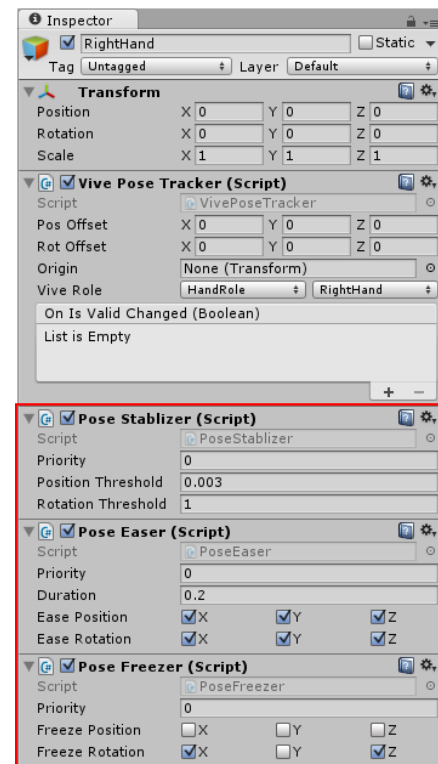 Inspector
RightHand Static
Tag Untagged Layer Default
Transform
Position X 0 Y 0 Z 0
Rotation X 0 Y 0 Z 0
Scale X 1 Y 1 Z 1
Vive Pose Tracker (Script)
Script VivePoseTracker
Pos Offset X 0 Y 0 Z 0
Rot Offset X 0 Y 0 Z 0
Origin None (Transform)
Vive Role HandRole RightHand
On Is Valid Changed (Boolean)
List is Empty
+ −
Pose Stablizer (Script)
Script PoseStablizer
Priority 0
Position Threshold 0.003
Rotation Threshold 1
Pose Easer (Script)
Script PoseEaser
Priority 0
Duration 0.2
Ease Position X Y Z
Ease Rotation X Y Z
Pose Freezer (Script)
Script PoseFreezer
Priority 0
Freeze Position X Y Z
Freeze Rotation X Y Z